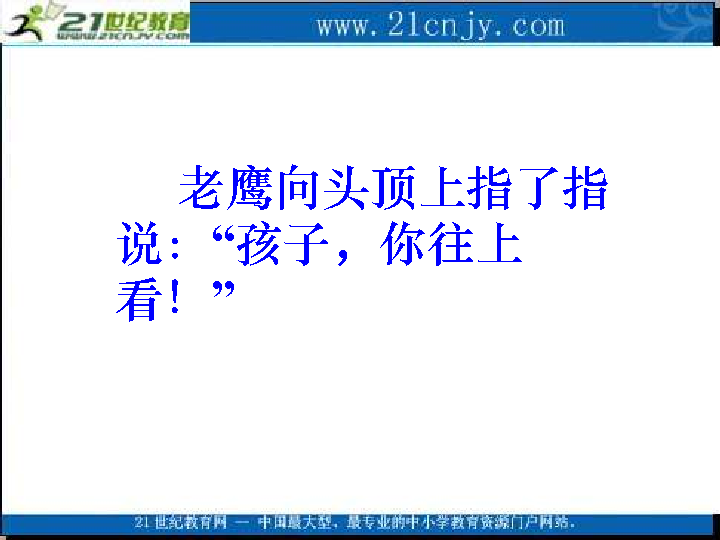 21世纪教育
WWW.21CNJY.COM
www.21cnjy.com
老鹰向头顶上指了指
说：“孩子，你往上
看！”
21世纪教育网 — 中国最大型、最专业的中小学教育资源门户网站.